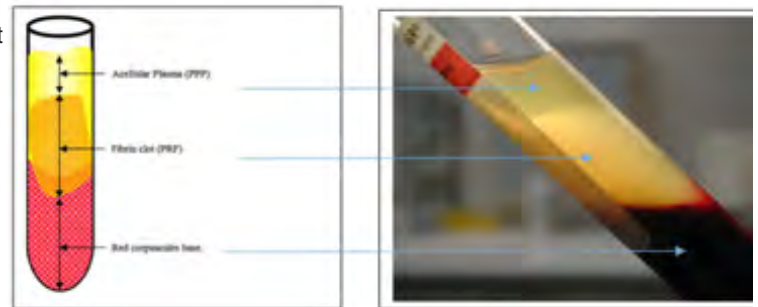 t
Acellular Plasma (PPP)
Fibrin clot (PRF)
Red corpuscules base